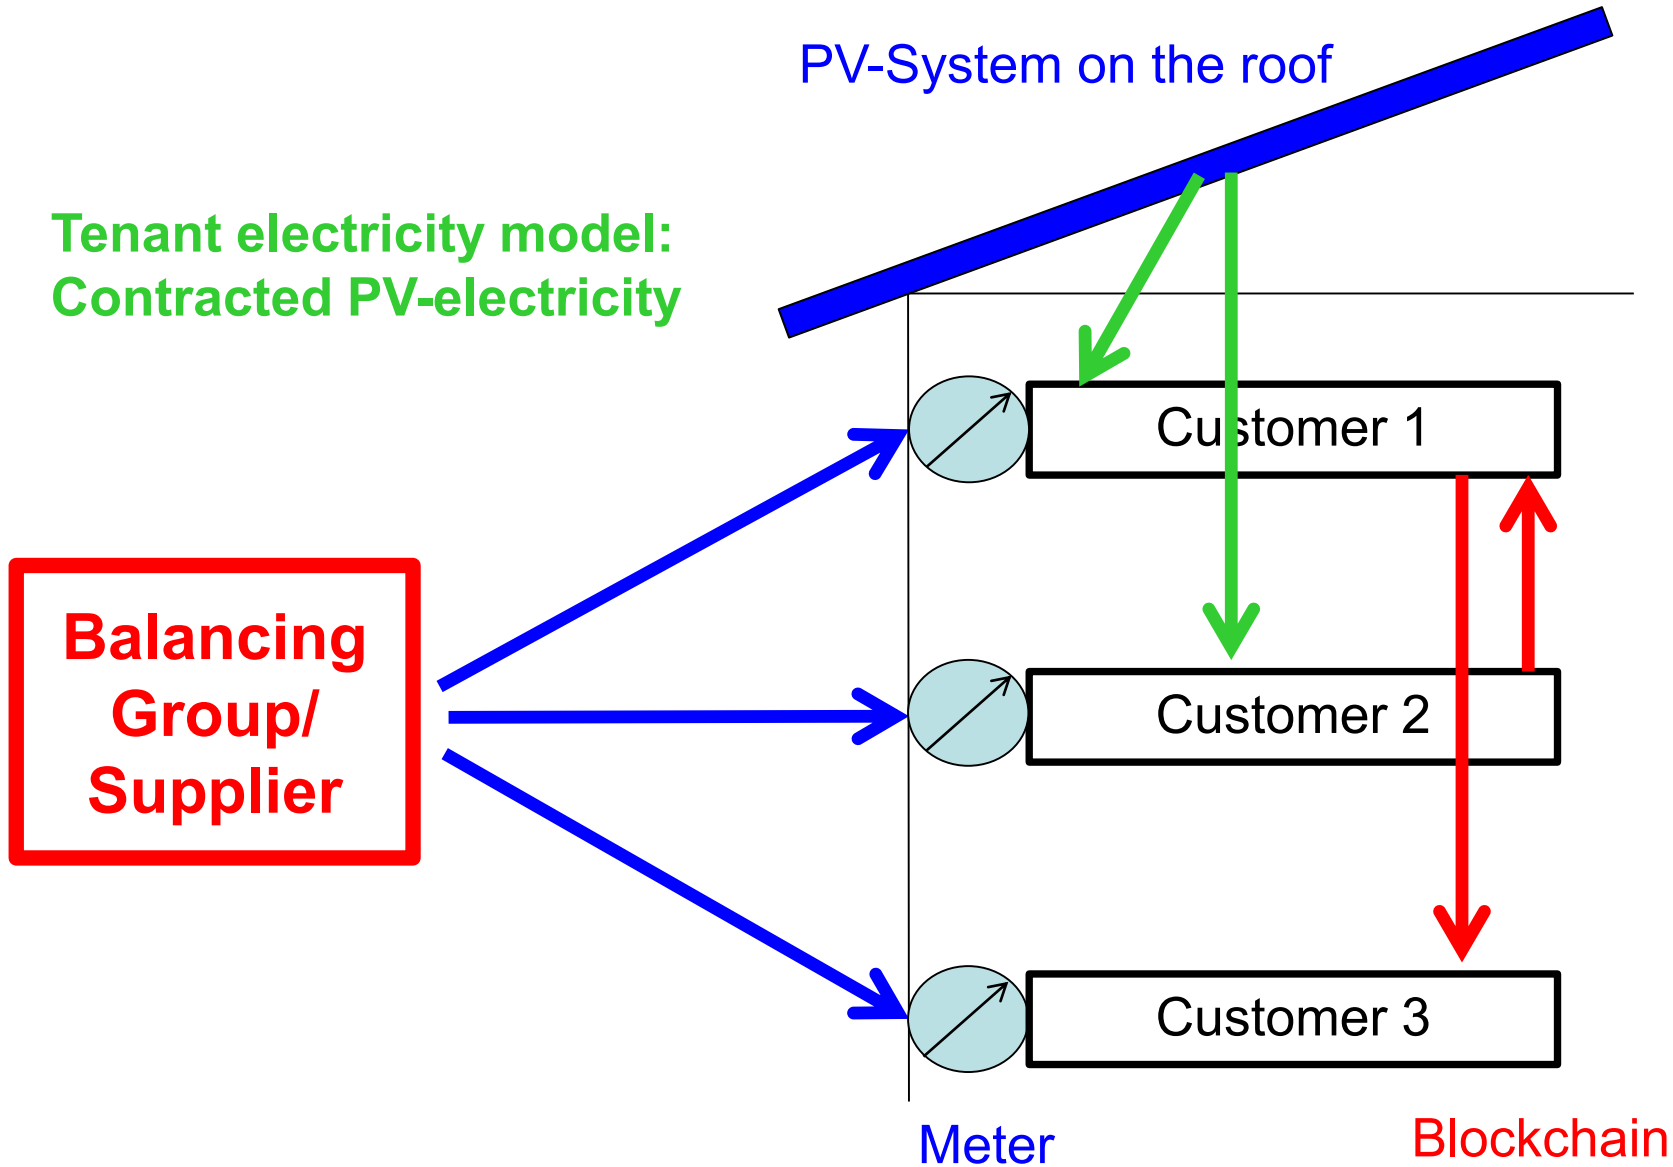 PV-System on the roof
Tenant electricity model:
Contracted PV-electricity
Customer 1
Balancing
Group/
Supplier
Customer 2
Customer 3
Meter
Blockchain